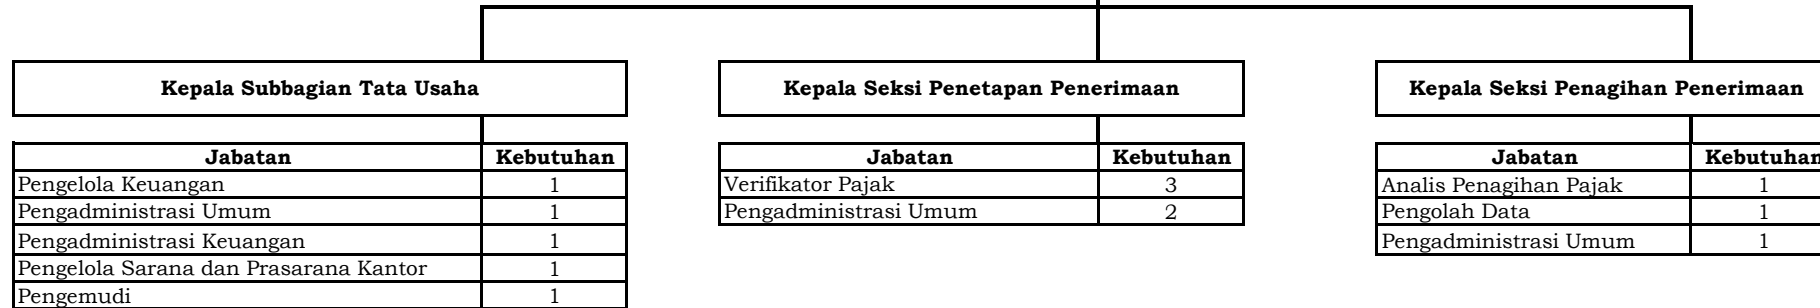 Kepala Subbagian Tata Usaha
Jabatan Kebutuhan
Pengelola Keuangan 1
Pengadministrasi Umum 1
Pengadministrasi Keuangan 1
Pengelola Sarana dan Prasarana Kantor 1
Pengemudi 1
Kepala Seksi Penetapan Penerimaan
Jabatan Kebutuhan
Verifikator Pajak 3
Pengadministrasi Umum 2
Kepala Seksi Penagihan Penerimaan
Jabatan Kebutuhan
Analis Penagihan Pajak 1
Pengolah Data 1
Pengadministrasi Umum 1